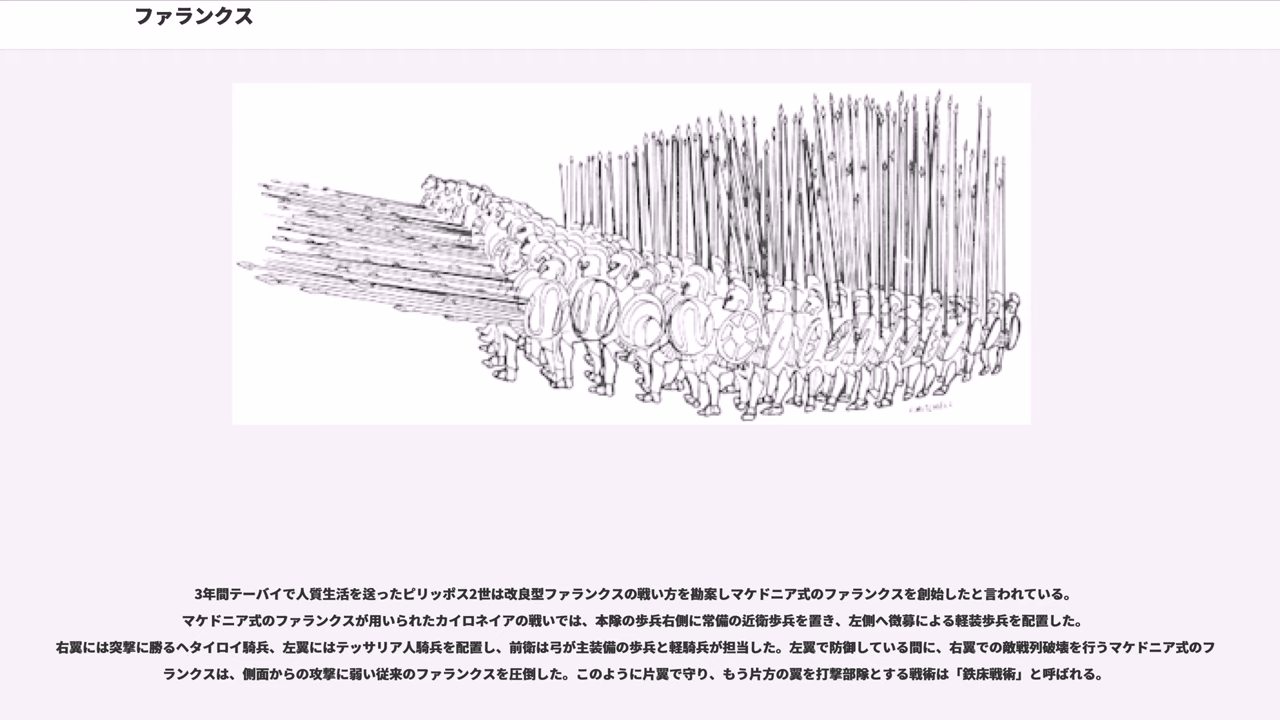 ファランクス
3年間テーバイで人質生活を送ったピリッポス2世は改良型ファランクスの戦い方を勘案しマケドニア式のファランクスを創始したと言われている。
マケドニア式のファランクスが用いられたカイロネイアの戦いでは、本隊の歩兵右側に常備の近衛歩兵を置き、左側へ徴募による軽装歩兵を配置した。
右翼には突撃に勝るヘタイロイ騎兵、左翼にはテッサリア人騎兵を配置し、前衛は弓が主装備の歩兵と軽騎兵が担当した。左翼で防御している間に、右翼での敵戦列破壊を行うマケドニア式のフ
ランクスは、側面からの攻撃に弱い従来のファランクスを圧倒した。このように片翼で守り、もう片方の翼を打撃部隊とする戦術は「鉄床戦術」と呼ばれる。